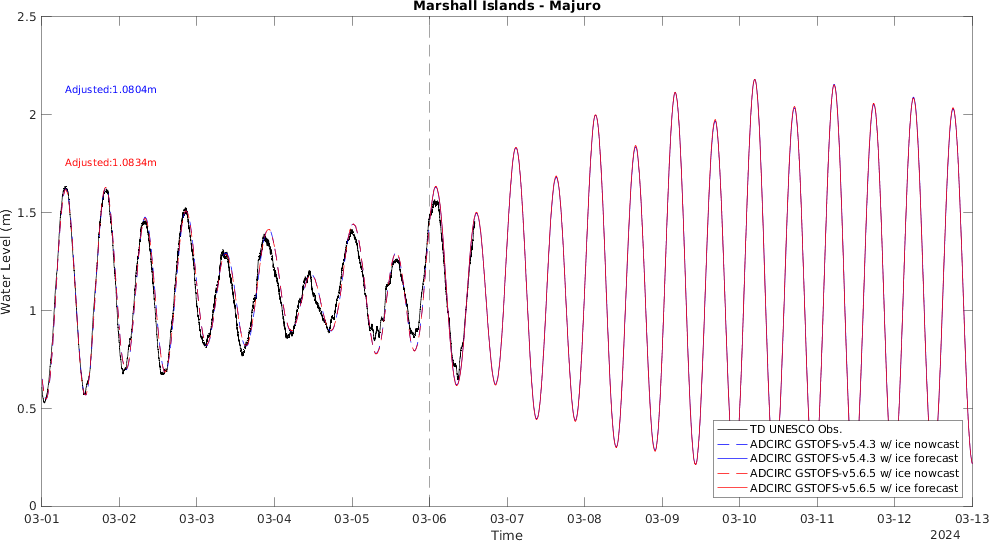 Marshall Islands - Majuro
2.5
2
1.5
1
0.5
0
Water Level (m)
Adjusted:1.0804m
Adjusted:1.0834m
TD UNESCO Obs.
ADCIRC GSTOFS-v5.4.3 w/ ice nowcast
ADCIRC GSTOFS-v5.4.3 w/ ice forecast
ADCIRC GSTOFS-v5.6.5 w/ ice nowcast
ADCIRC GSTOFS-v5.6.5 w/ ice forecast
03-01 03-02 03-03 03-04 03-05 03-06 03-07 03-08 03-09 03-10 03-11 03-12 03-13
Time
2024